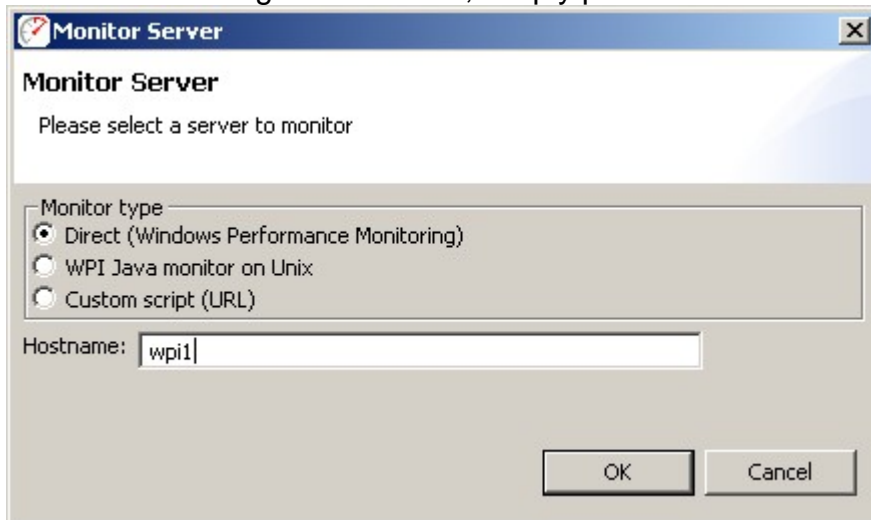 Monitor Server
Monitor Server
Please select a server to monitor
Monitor type
Direct (Windows Performance Monitoring)
WPI Java monitor on Unix
Custom script (URL)
Hostname: wpi1
OK Cancel